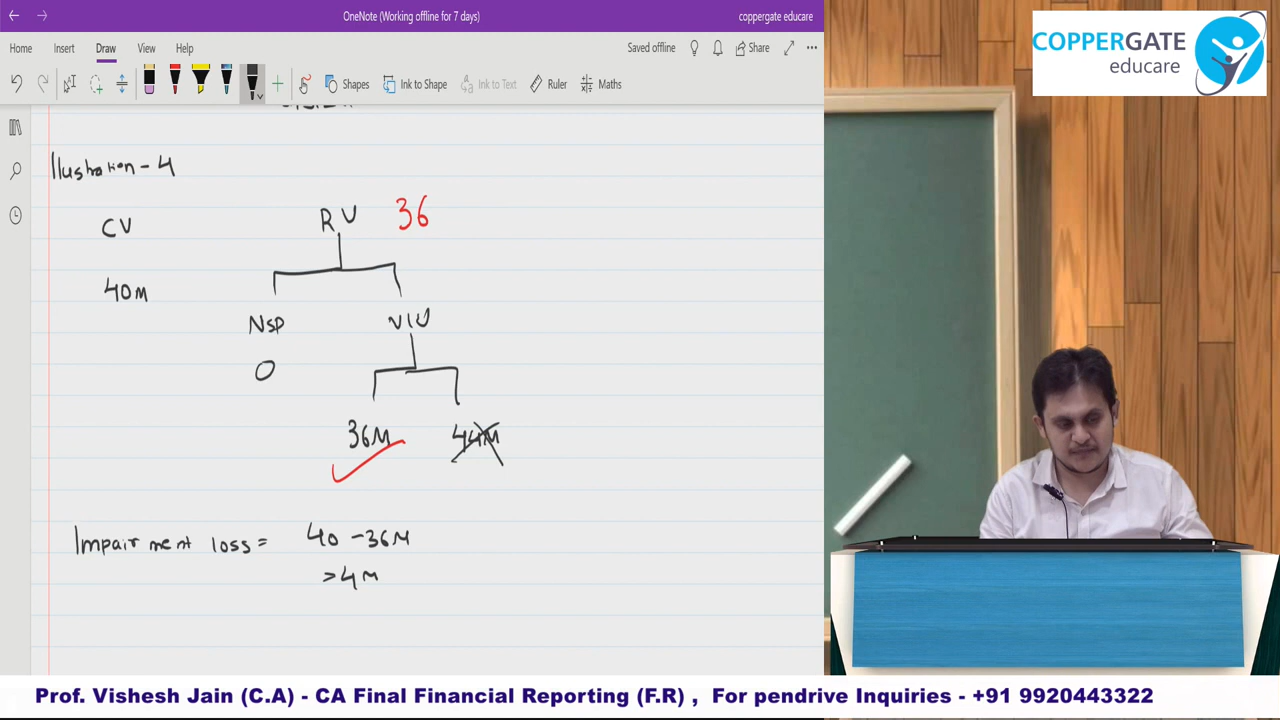 OneNote (Working offline for 7 days)
coppergate educare
Home Insert Draw View Help
Saved offline
Share
Shapes
Ink to Shape
Ink to Text
Ruler
Maths
COPPERGATE
educare
Illustration - 4
CV
RV 36
40M
NSP VIU
0
36M 44M
Impairment loss = 40 - 36M
= 4M
Prof. Vishesh Jain (C.A) - CA Final Financial Reporting (F.R) , For pendrive Inquiries - +91 9920443322